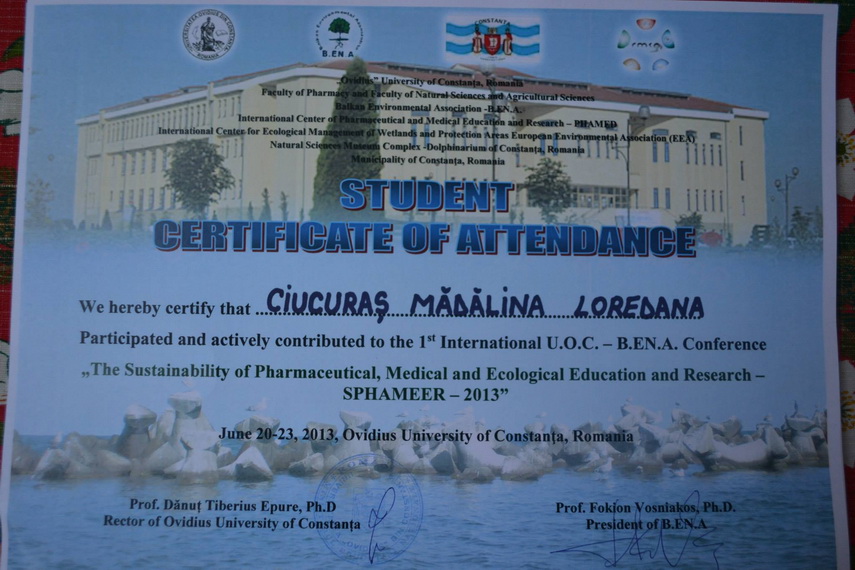 B.EN.A
CONSTANȚA
„Ovidius” University of Constanța, Romania
Faculty of Pharmacy and Faculty of Natural Sciences and Agricultural Sciences
Balkan Environmental Association -B.EN.A.
International Center of Pharmaceutical and Medical Education and Research – PHAMED
International Center for Ecological Management of Wetlands and Protection Areas European Environmental Association (EEA)
Natural Sciences Museum Complex -Dolphinarium of Constanța, Romania
Municipality of Constanța, Romania
STUDENT
CERTIFICATE OF ATTENDANCE
We hereby certify that CIUCURAȘ MĂDĂLINA LOREDANA
Participated and actively contributed to the 1st International U.O.C. – B.EN.A. Conference
„The Sustainability of Pharmaceutical, Medical and Ecological Education and Research –
SPHAMEER – 2013”
June 20-23, 2013, Ovidius University of Constanța, Romania
Prof. Dănuț Tiberius Epure, Ph.D
Rector of Ovidius University of Constanța
Prof. Fokion Vosniakos, Ph.D.
President of B.EN.A